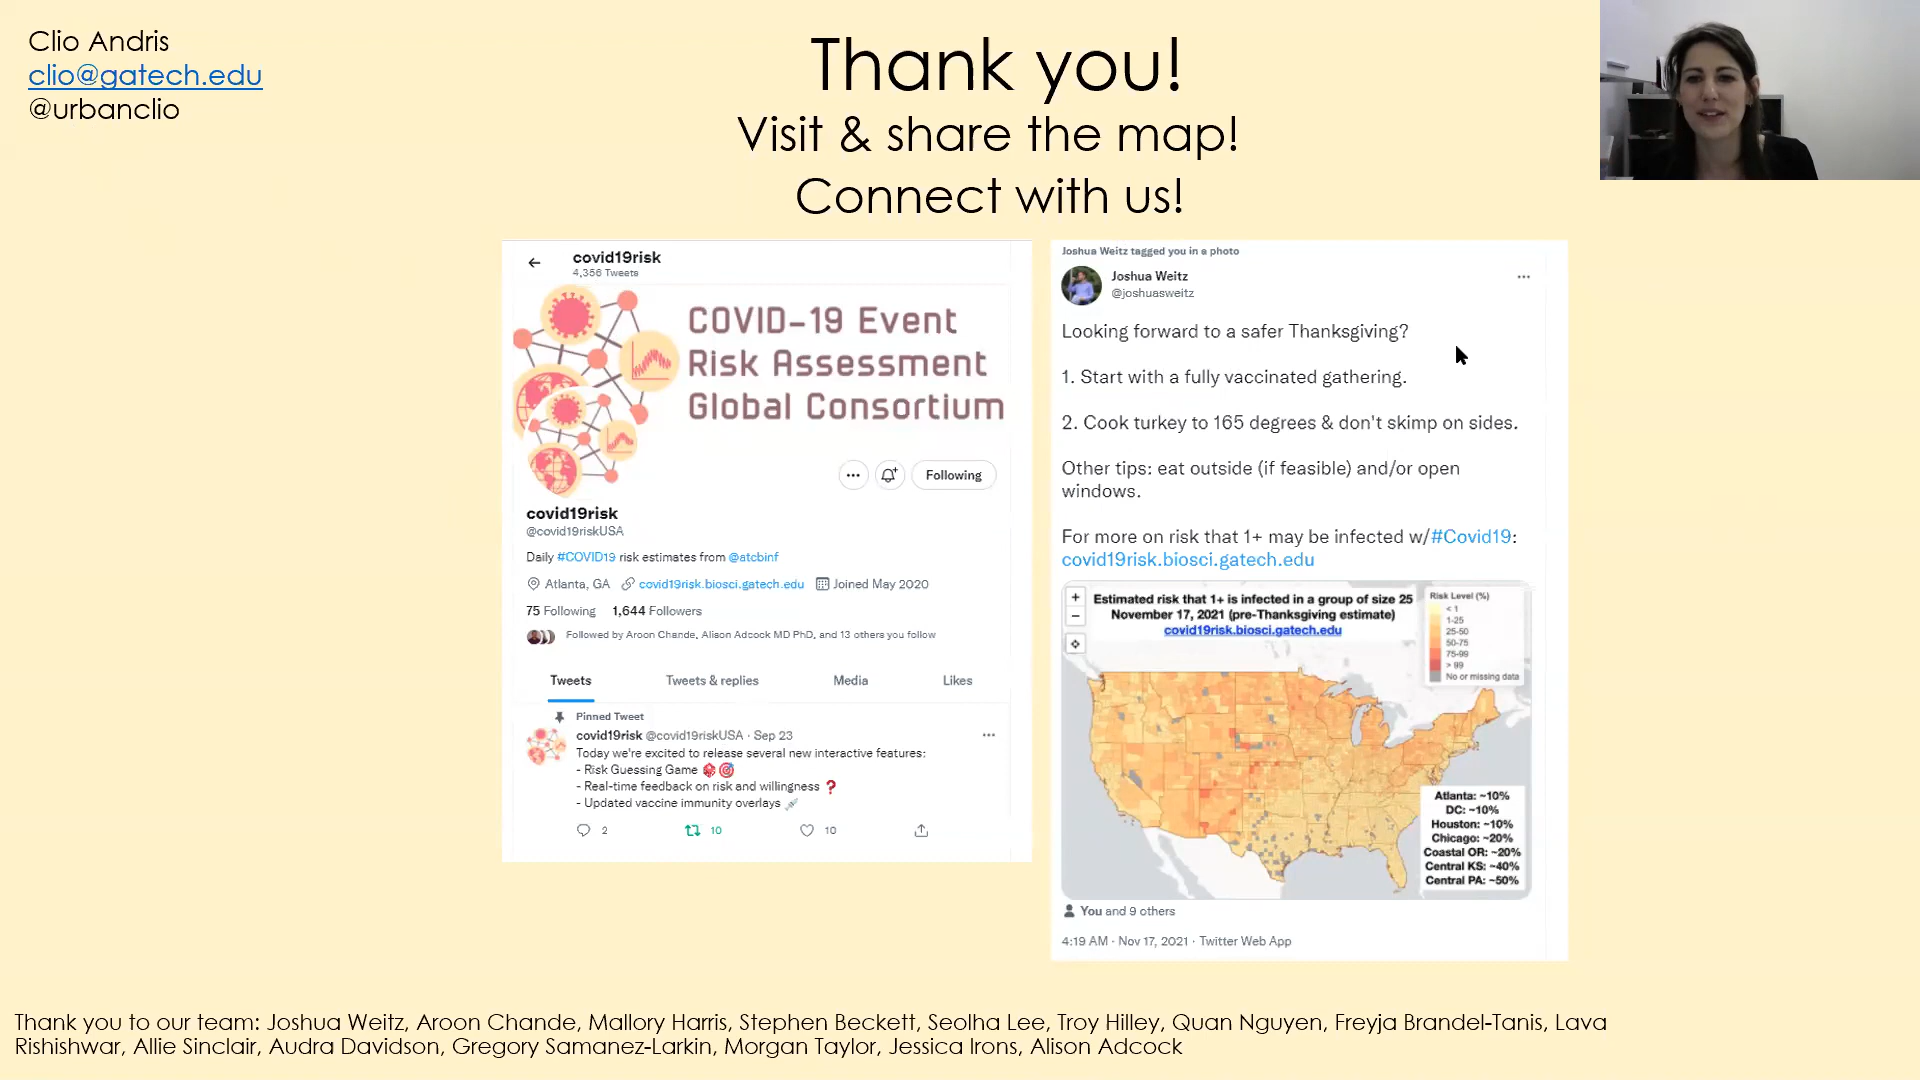 Clio Andris
clio@gatech.edu
@urbanclio
Thank you!
Visit & share the map!
Connect with us!
covid19risk
4,356 Tweets
COVID-19 Event
Risk Assessment
Global Consortium
Following
covid19risk
@covid19riskUSA
Daily #COVID19 risk estimates from @atcbinf
Atlanta, GA covid19risk.biosci.gatech.edu Joined May 2020
75 Following 1,644 Followers
Followed by Aroon Chande, Alison Adcock MD PhD, and 13 others you follow
Tweets Tweets & replies Media Likes
Pinned Tweet
covid19risk @covid19riskUSA · Sep 23
Today we're excited to release several new interactive features:
- Risk Guessing Game
- Real-time feedback on risk and willingness ?
- Updated vaccine immunity overlays
2 10 10
Joshua Weitz tagged you in a photo
Joshua Weitz
@joshuasweitz
Looking forward to a safer Thanksgiving?
1. Start with a fully vaccinated gathering.
2. Cook turkey to 165 degrees & don't skimp on sides.
Other tips: eat outside (if feasible) and/or open
windows.
For more on risk that 1+ may be infected w/#Covid19:
covid19risk.biosci.gatech.edu
+
−
Estimated risk that 1+ is infected in a group of size 25
November 17, 2021 (pre-Thanksgiving estimate)
covid19risk.biosci.gatech.edu
Risk Level (%)
< 1
1-25
25-50
50-75
75-99
> 99
No or missing data
Atlanta: ~10%
DC: ~10%
Houston: ~10%
Chicago: ~20%
Coastal OR: ~20%
Central KS: ~40%
Central PA: ~50%
You and 9 others
4:19 AM · Nov 17, 2021 · Twitter Web App
Thank you to our team: Joshua Weitz, Aroon Chande, Mallory Harris, Stephen Beckett, Seolha Lee, Troy Hilley, Quan Nguyen, Freyja Brandel-Tanis, Lava
Rishishwar, Allie Sinclair, Audra Davidson, Gregory Samanez-Larkin, Morgan Taylor, Jessica Irons, Alison Adcock